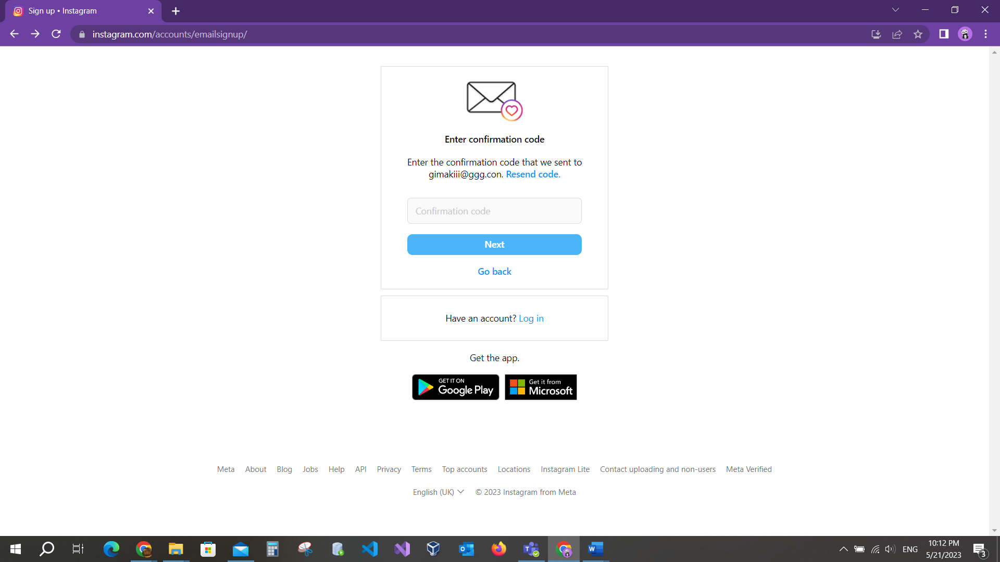 Sign up • Instagram
instagram.com/accounts/emailsignup/
Enter confirmation code
Enter the confirmation code that we sent to
gimakiii@ggg.con. Resend code.
Confirmation code
Next
Go back
Have an account? Log in
Get the app.
GET IT ON
Google Play
Get it from
Microsoft
Meta About Blog Jobs Help API Privacy Terms Top accounts Locations Instagram Lite Contact uploading and non-users Meta Verified
English (UK) © 2023 Instagram from Meta
ENG
10:12 PM
5/21/2023
3